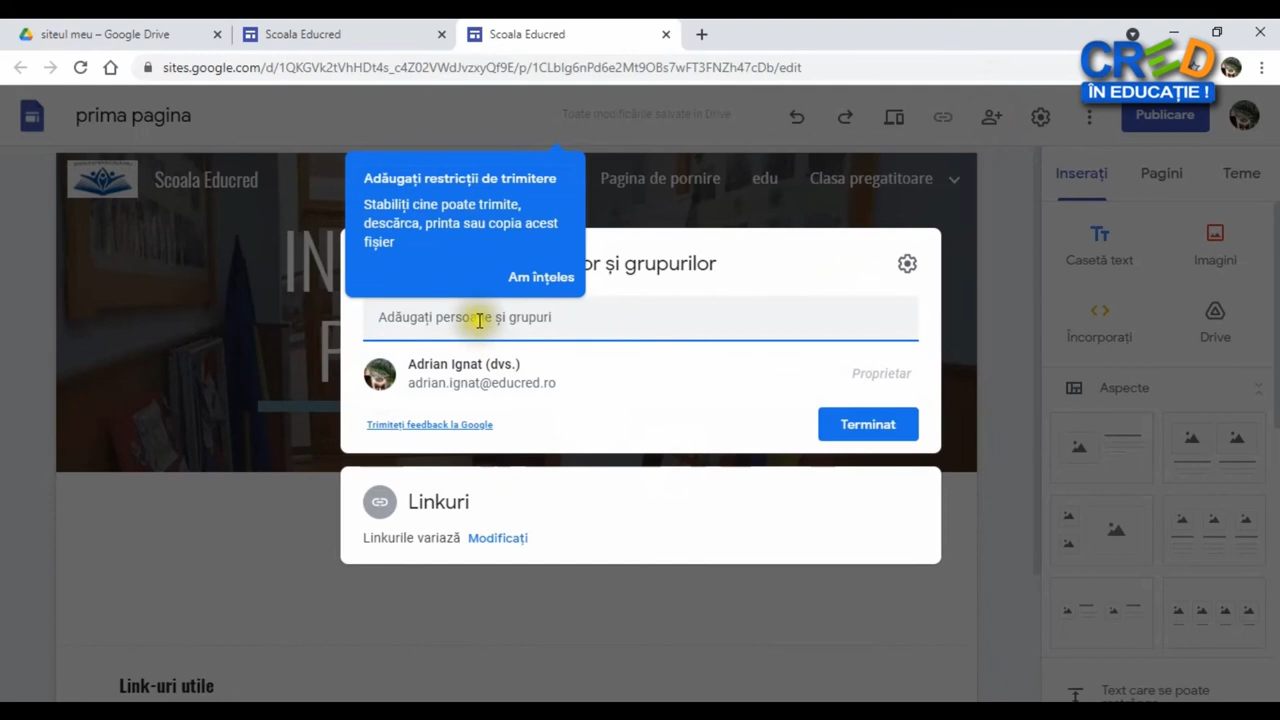 siteul meu – Google Drive
Scoala Educred
Scoala Educred
sites.google.com/d/1QKGVk2tVhHDt4s_c4Z02VWdJvzxyQf9E/p/1CLbIg6nPd6e2Mt9OBs7wFT3FNZh47cDb/edit
CRED
ÎN EDUCAȚIE !
prima pagina
Toate modificările salvate în Drive
Publicare
Scoala Educred
Pagina de pornire
edu
Clasa pregatitoare
Inserați
Pagini
Teme
Adăugați restricții de trimitere
Stabiliți cine poate trimite,
descărca, printa sau copia acest
fișier
Am înțeles
or și grupurilor
Adăugați persoane și grupuri
Adrian Ignat (dvs.)
adrian.ignat@educred.ro
Proprietar
Trimiteți feedback la Google
Terminat
Linkuri
Linkurile variază Modificați
Tt
Casetă text
Imagini
Încorporați
Drive
Aspecte
Text care se poate
Link-uri utile